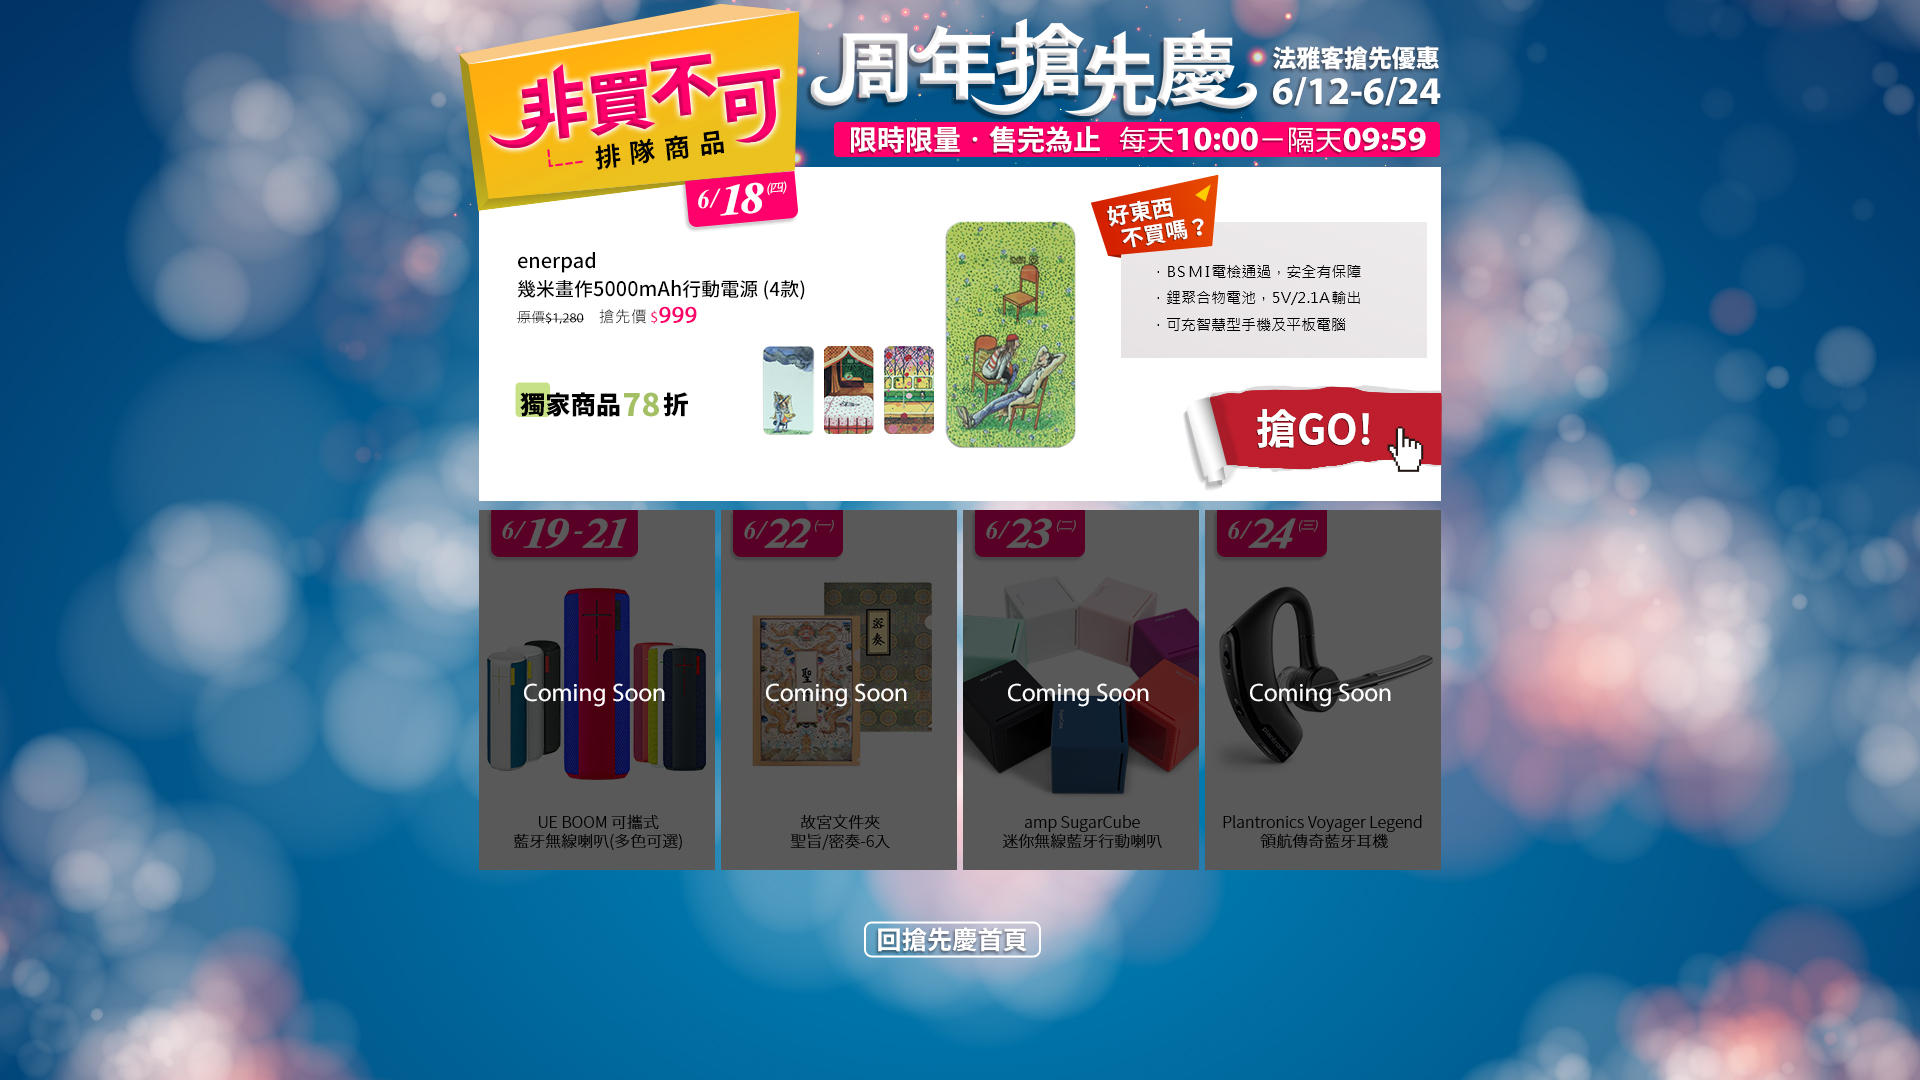 非買不可
排隊商品
周年搶先慶
法雅客搶先優惠
6/12-6/24
限時限量·售完為止 每天10:00－隔天09:59
6/18(四)
enerpad
幾米畫作5000mAh行動電源 (4款)
原價$1,280 搶先價 $999
獨家商品78折
好東西
不買嗎？
·BSMI電檢通過，安全有保障
·鋰聚合物電池，5V/2.1A輸出
·可充智慧型手機及平板電腦
搶GO!
6/19-21
Coming Soon
UE BOOM 可攜式
藍牙無線喇叭(多色可選)
6/22(一)
密奏
聖
Coming Soon
故宮文件夾
聖旨/密奏-6入
6/23(二)
Coming Soon
amp SugarCube
迷你無線藍牙行動喇叭
6/24(三)
Coming Soon
plantronics
Plantronics Voyager Legend
領航傳奇藍牙耳機
回搶先慶首頁